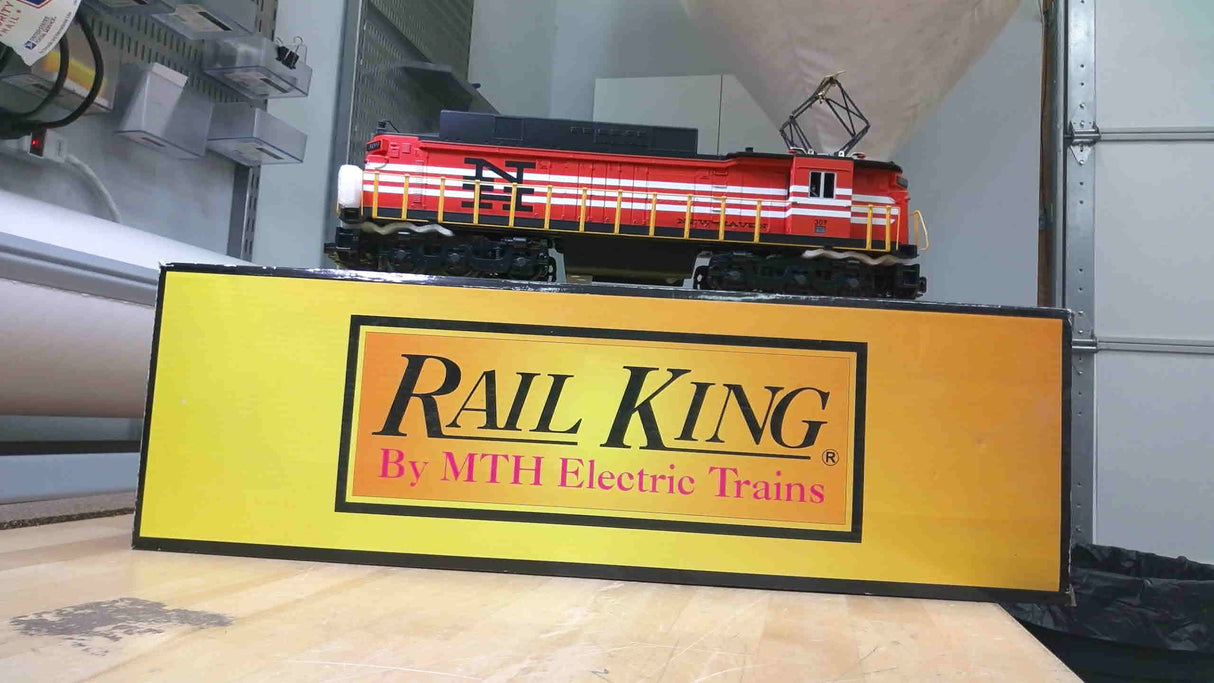 N
H
NEW HAVEN
RAIL KING®
By MTH Electric Trains